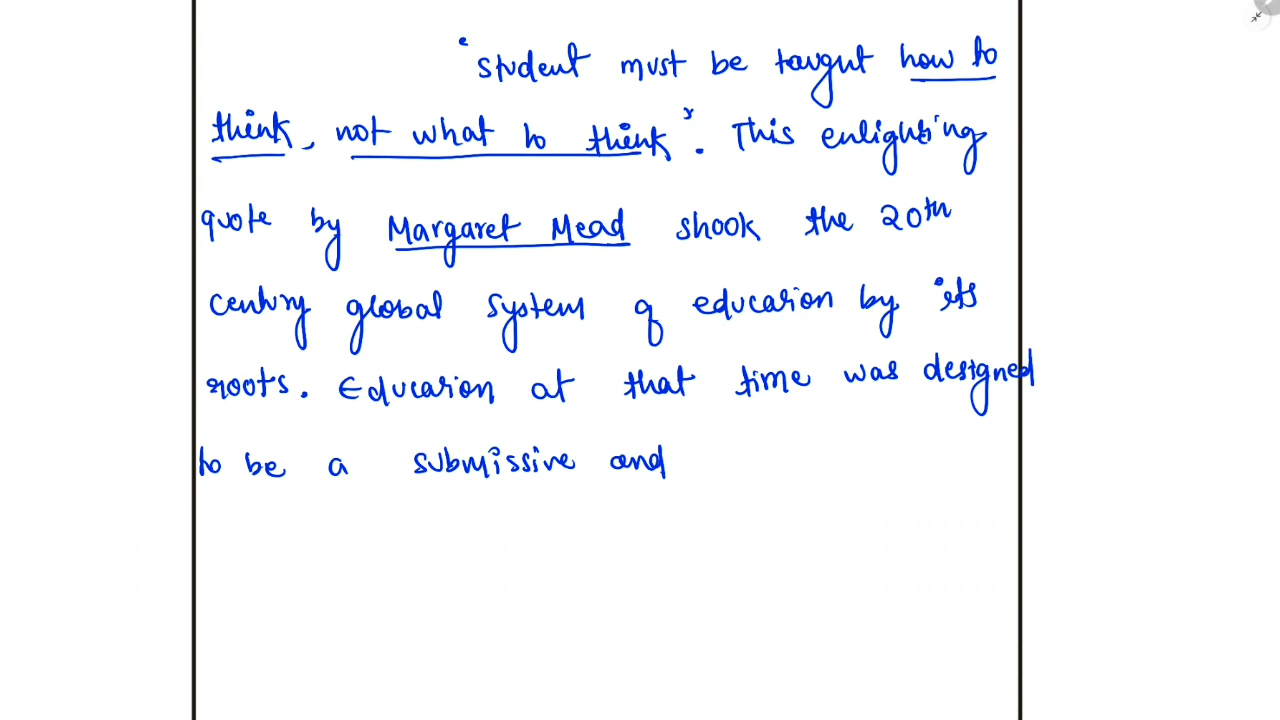 'student must be taught how to
think, not what to think'. This enlighting
quote by Margaret Mead shook the 20th
century global system of education by its
roots. Education at that time was designed
to be a submissive and